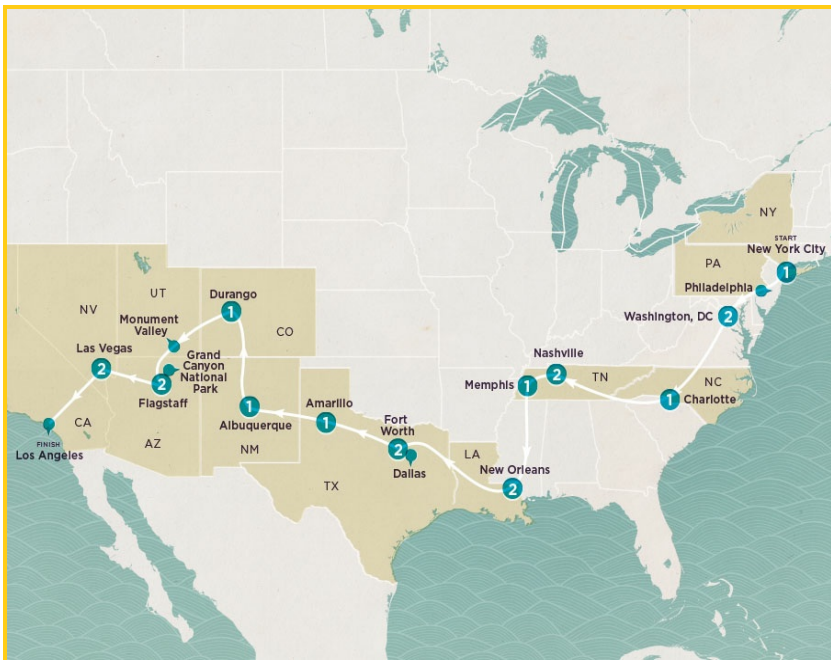 NY
START
New York City
1
PA
Philadelphia
Washington, DC
2
NV
UT
Durango
1
CO
Monument
Valley
Las Vegas
2
Grand
Canyon
National
Park
2
Flagstaff
CA
FINISH
Los Angeles
AZ
Albuquerque
1
NM
Amarillo
1
Fort
Worth
2
Dallas
TX
LA
New Orleans
2
Memphis
1
Nashville
2
TN
NC
1
Charlotte